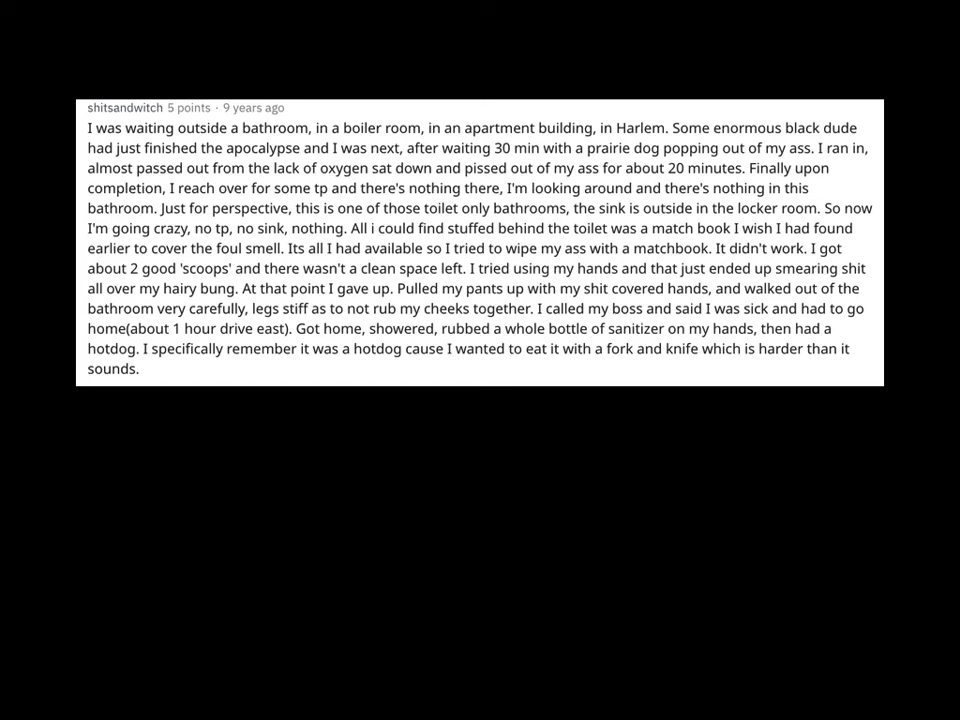 shitsandwitch 5 points · 9 years ago
I was waiting outside a bathroom, in a boiler room, in an apartment building, in Harlem. Some enormous black dude
had just finished the apocalypse and I was next, after waiting 30 min with a prairie dog popping out of my ass. I ran in,
almost passed out from the lack of oxygen sat down and pissed out of my ass for about 20 minutes. Finally upon
completion, I reach over for some tp and there's nothing there, I'm looking around and there's nothing in this
bathroom. Just for perspective, this is one of those toilet only bathrooms, the sink is outside in the locker room. So now
I'm going crazy, no tp, no sink, nothing. All i could find stuffed behind the toilet was a match book I wish I had found
earlier to cover the foul smell. Its all I had available so I tried to wipe my ass with a matchbook. It didn't work. I got
about 2 good 'scoops' and there wasn't a clean space left. I tried using my hands and that just ended up smearing shit
all over my hairy bung. At that point I gave up. Pulled my pants up with my shit covered hands, and walked out of the
bathroom very carefully, legs stiff as to not rub my cheeks together. I called my boss and said I was sick and had to go
home(about 1 hour drive east). Got home, showered, rubbed a whole bottle of sanitizer on my hands, then had a
hotdog. I specifically remember it was a hotdog cause I wanted to eat it with a fork and knife which is harder than it
sounds.